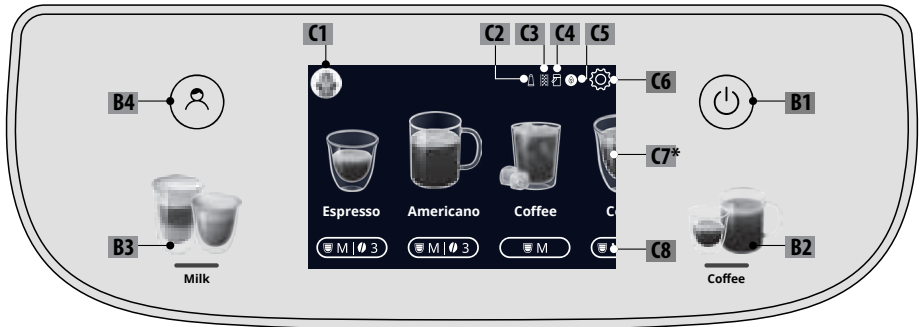 C1
C2 C3 C4 C5
C6
B4
B1
C7*
Espresso Americano Coffee C
M 3 M 3 M
B3
C8
B2
Milk
Coffee